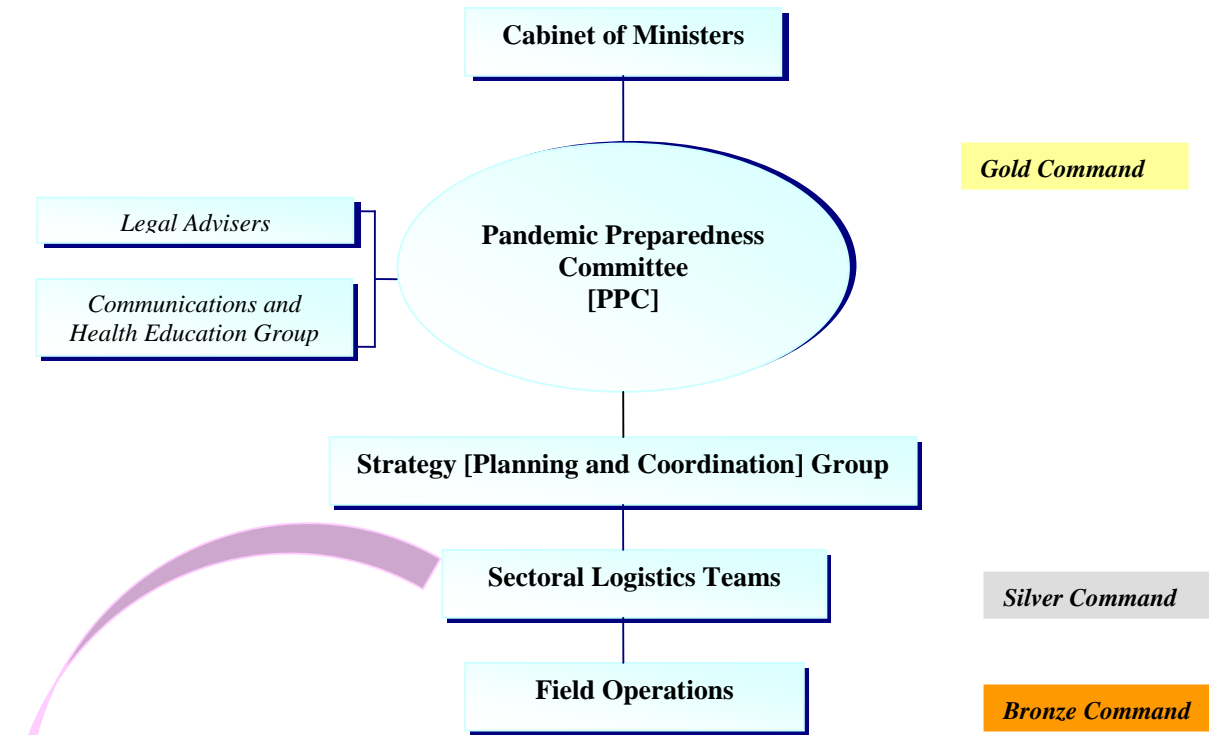 Cabinet of Ministers
Gold Command
Legal Advisers
Pandemic Preparedness
Committee
[PPC]
Communications and
Health Education Group
Strategy [Planning and Coordination] Group
Sectoral Logistics Teams
Silver Command
Field Operations
Bronze Command